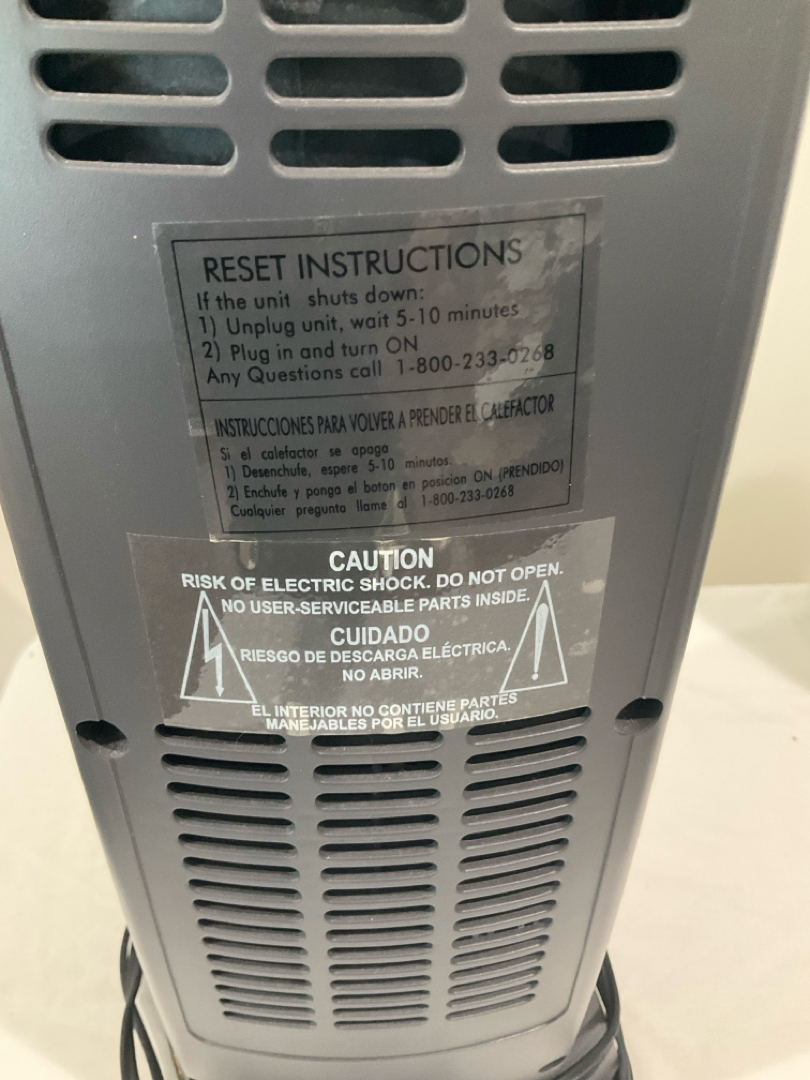 RESET INSTRUCTIONS
If the unit shuts down:
1) Unplug unit, wait 5-10 minutes
2) Plug in and turn ON
Any Questions call 1-800-233-0268
INSTRUCCIONES PARA VOLVER A PRENDER EL CALEFACTOR
Si el calefactor se apaga
1) Desenchufe, espere 5-10 minutos.
2) Enchufe y ponga el boton en posicion ON (PRENDIDO)
Cualquier pregunta llame al 1-800-233-0268
CAUTION
RISK OF ELECTRIC SHOCK. DO NOT OPEN.
NO USER-SERVICEABLE PARTS INSIDE.
CUIDADO
RIESGO DE DESCARGA ELÉCTRICA.
NO ABRIR.
EL INTERIOR NO CONTIENE PARTES
MANEJABLES POR EL USUARIO.